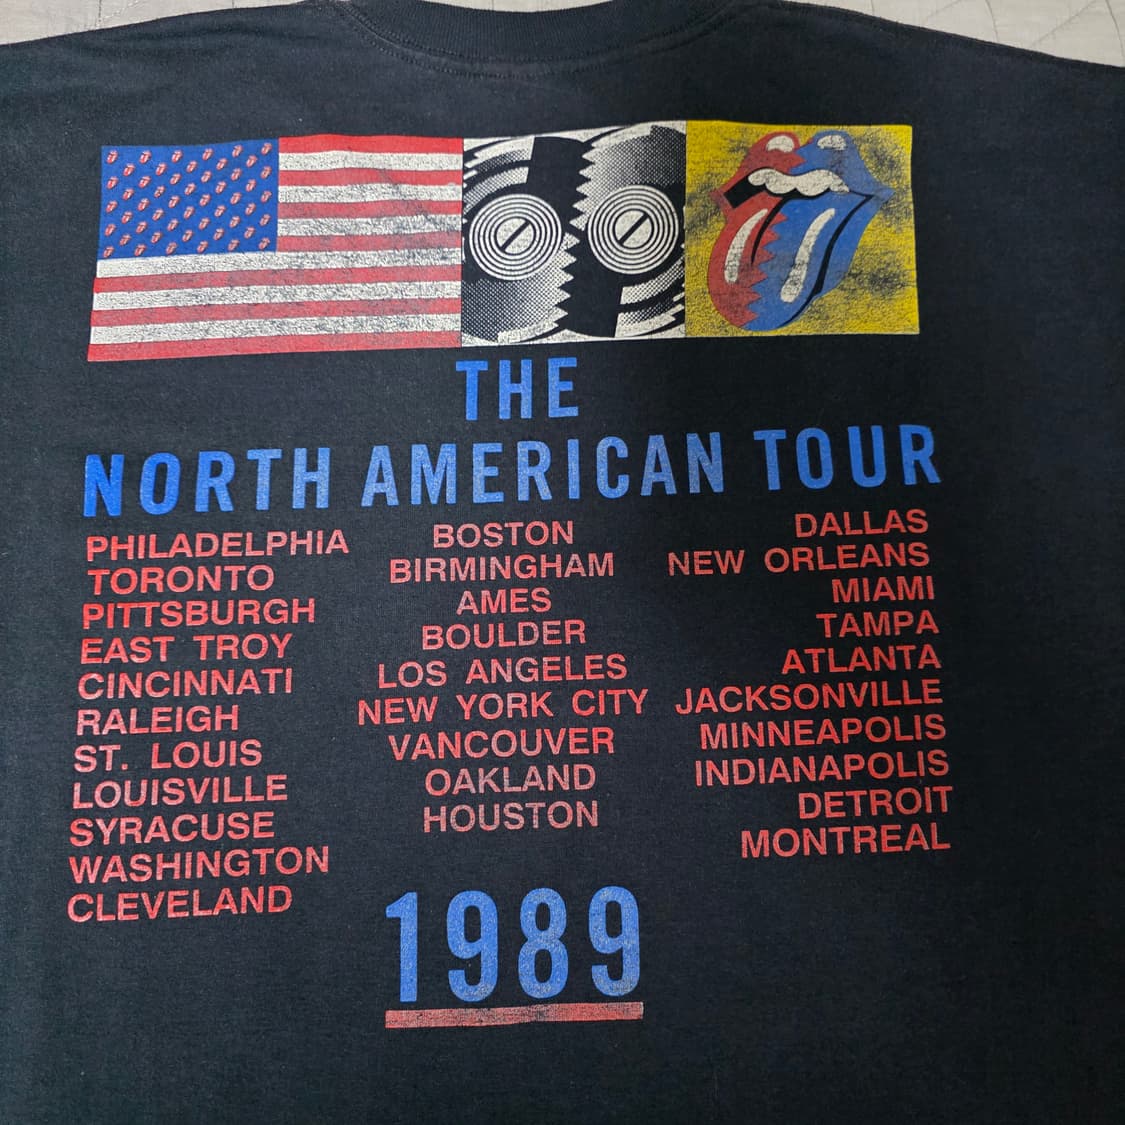 THE
NORTH AMERICAN TOUR
PHILADELPHIA
TORONTO
PITTSBURGH
EAST TROY
CINCINNATI
RALEIGH
ST. LOUIS
LOUISVILLE
SYRACUSE
WASHINGTON
CLEVELAND
BOSTON
BIRMINGHAM
AMES
BOULDER
LOS ANGELES
NEW YORK CITY
VANCOUVER
OAKLAND
HOUSTON
DALLAS
NEW ORLEANS
MIAMI
TAMPA
ATLANTA
JACKSONVILLE
MINNEAPOLIS
INDIANAPOLIS
DETROIT
MONTREAL
1989